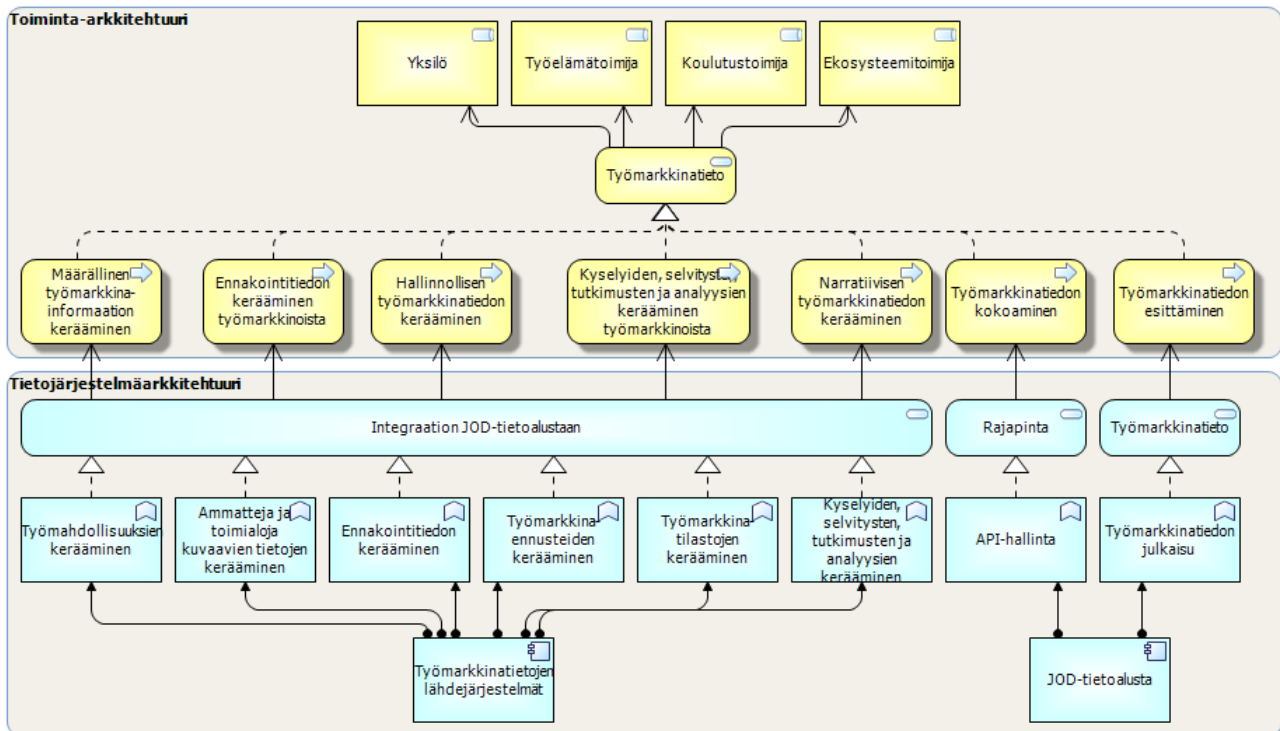 Toiminta-arkkitehtuuri
Yksilö
Työelämätoimija
Koulutustoimija
Ekosysteemitoimija
Työmarkkinatieto
Määrällinen
työmarkkina-
informaation
kerääminen
Ennakointitiedon
kerääminen
työmarkkinoista
Hallinnollisen
työmarkkinatiedon
kerääminen
Kyselyiden, selvitysten,
tutkimusten ja analyysien
kerääminen
työmarkkinoista
Narratiivisen
työmarkkinatiedon
kerääminen
Työmarkkinatiedon
kokoaminen
Työmarkkinatiedon
esittäminen
Tietojärjestelmäarkkitehtuuri
Integraation JOD-tietoalustaan
Rajapinta
Työmarkkinatieto
Työmahdollisuuksien
kerääminen
Ammatteja ja
toimialoja
kuvaavien tietojen
kerääminen
Ennakointitiedon
kerääminen
Työmarkkina-
ennusteiden
kerääminen
Työmarkkina-
tilastojen
kerääminen
Kyselyiden,
selvitysten,
tutkimusten ja
analyysien
kerääminen
API-hallinta
Työmarkkinatiedon
julkaisu
Työmarkkinatietojen
lähdejärjestelmät
JOD-tietoalusta